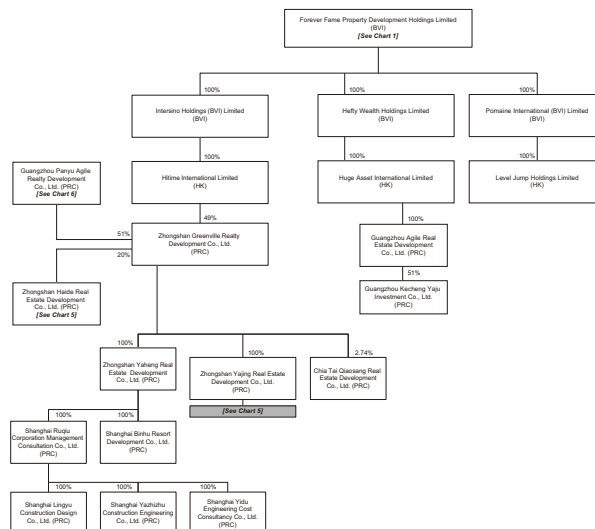 Forever Fame Property Development Holdings Limited
(BVI)
[See Chart 1]
100%
100%
100%
Intersino Holdings (BVI) Limited
(BVI)
Hefty Wealth Holdings Limited
(BVI)
Pomaine International (BVI) Limited
(BVI)
100%
100%
100%
Guangzhou Panyu Agile
Realty Development
Co., Ltd. (PRC)
[See Chart 6]
Hitime International Limited
(HK)
Huge Asset International Limited
(HK)
Level Jump Holdings Limited
(HK)
49%
100%
51%
20%
Zhongshan Greenville Realty
Development Co., Ltd.
(PRC)
Guangzhou Agile Real
Estate Development
Co., Ltd. (PRC)
51%
Zhongshan Haide Real
Estate Development
Co., Ltd. (PRC)
[See Chart 5]
Guangzhou Kecheng Yaju
Investment Co., Ltd.
(PRC)
100%
100%
2.74%
Zhongshan Yaheng Real
Estate Development
Co., Ltd. (PRC)
Zhongshan Yajing Real Estate
Development Co., Ltd.
(PRC)
Chia Tai Qiaosang Real
Estate Development
Co., Ltd. (PRC)
[See Chart 5]
100%
100%
Shanghai Ruqiu
Corporation Management
Consultation Co., Ltd.
(PRC)
Shanghai Binhu Resort
Development Co., Ltd.
(PRC)
100%
100%
100%
Shanghai Lingyu
Construction Design
Co., Ltd. (PRC)
Shanghai Yazhizhu
Construction Engineering
Co., Ltd. (PRC)
Shanghai Yidu
Engineering Cost
Consultancy Co., Ltd.
(PRC)